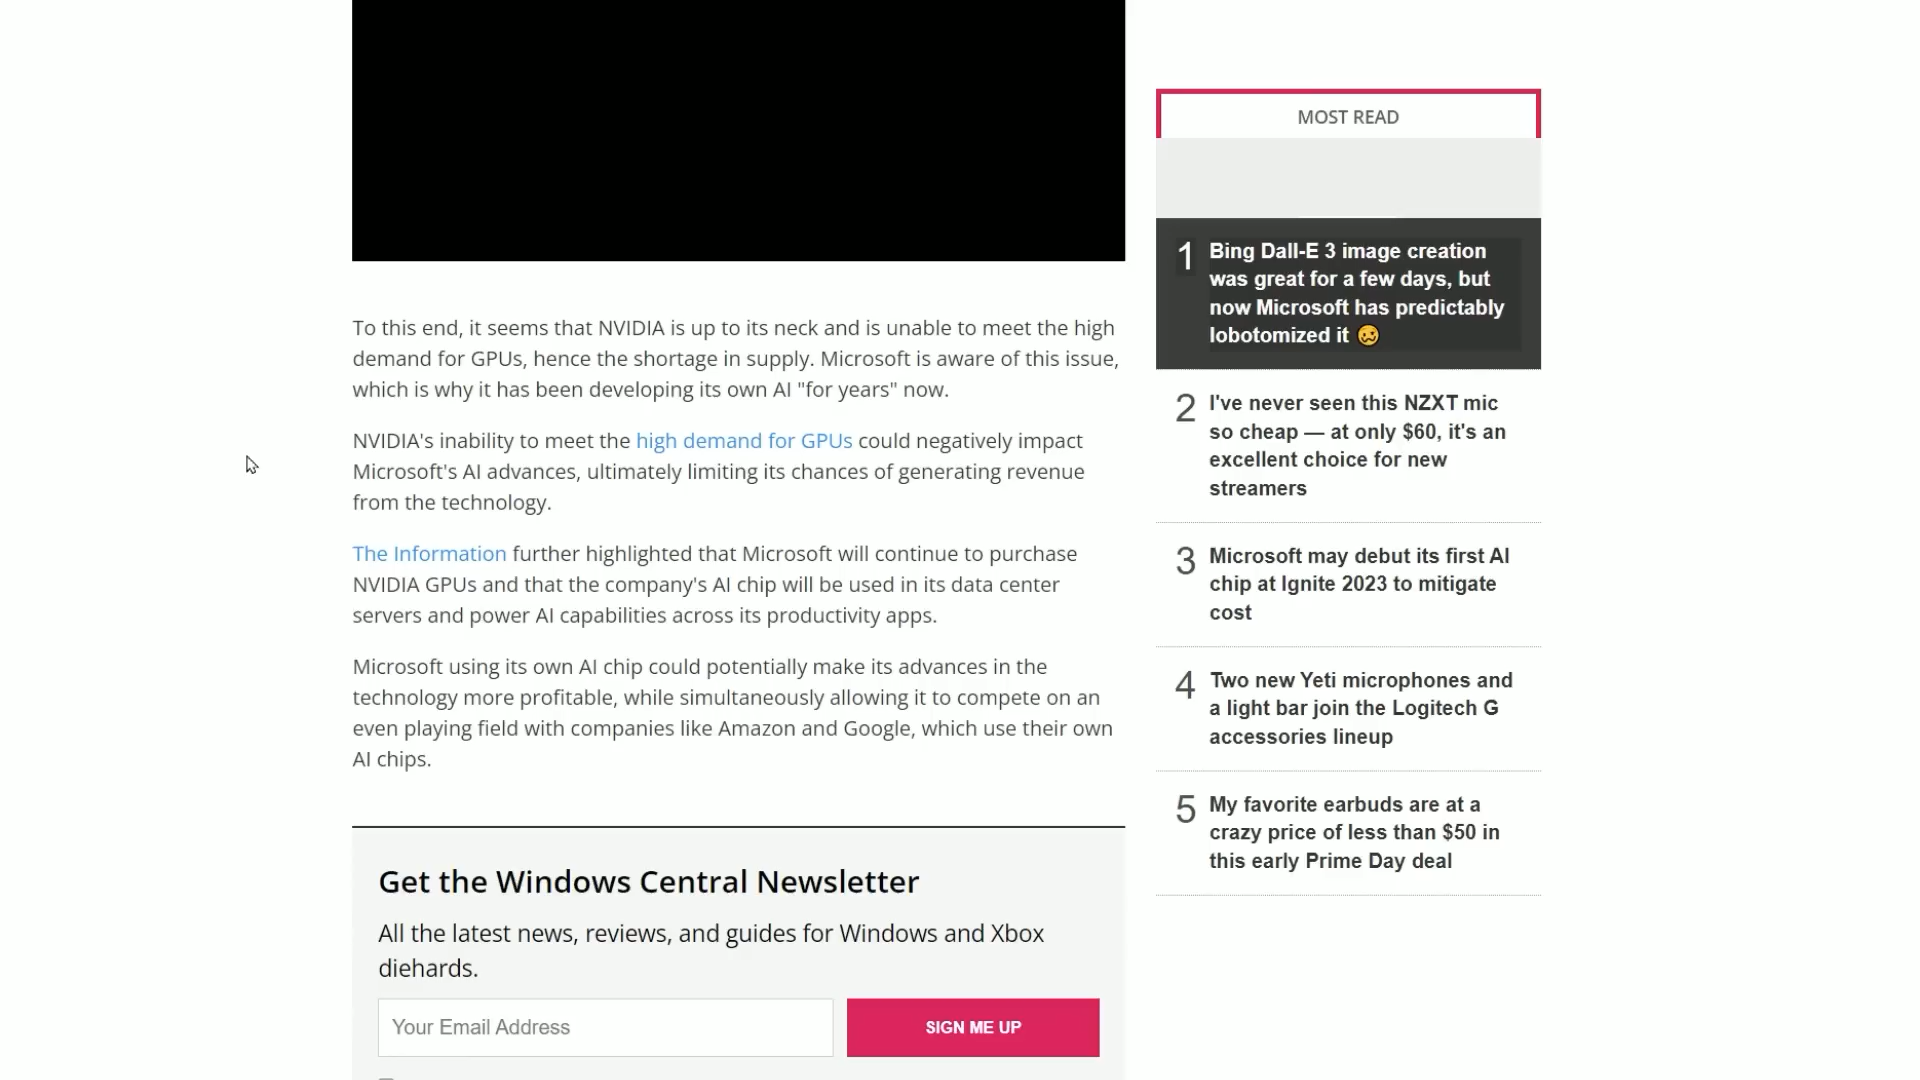 To this end, it seems that NVIDIA is up to its neck and is unable to meet the high
demand for GPUs, hence the shortage in supply. Microsoft is aware of this issue,
which is why it has been developing its own AI "for years" now.
NVIDIA's inability to meet the high demand for GPUs could negatively impact
Microsoft's AI advances, ultimately limiting its chances of generating revenue
from the technology.
The Information further highlighted that Microsoft will continue to purchase
NVIDIA GPUs and that the company's AI chip will be used in its data center
servers and power AI capabilities across its productivity apps.
Microsoft using its own AI chip could potentially make its advances in the
technology more profitable, while simultaneously allowing it to compete on an
even playing field with companies like Amazon and Google, which use their own
AI chips.
Get the Windows Central Newsletter
All the latest news, reviews, and guides for Windows and Xbox
diehards.
Your Email Address
SIGN ME UP
MOST READ
1 Bing Dall-E 3 image creation
was great for a few days, but
now Microsoft has predictably
lobotomized it 🥴
2 I've never seen this NZXT mic
so cheap — at only $60, it's an
excellent choice for new
streamers
3 Microsoft may debut its first AI
chip at Ignite 2023 to mitigate
cost
4 Two new Yeti microphones and
a light bar join the Logitech G
accessories lineup
5 My favorite earbuds are at a
crazy price of less than $50 in
this early Prime Day deal